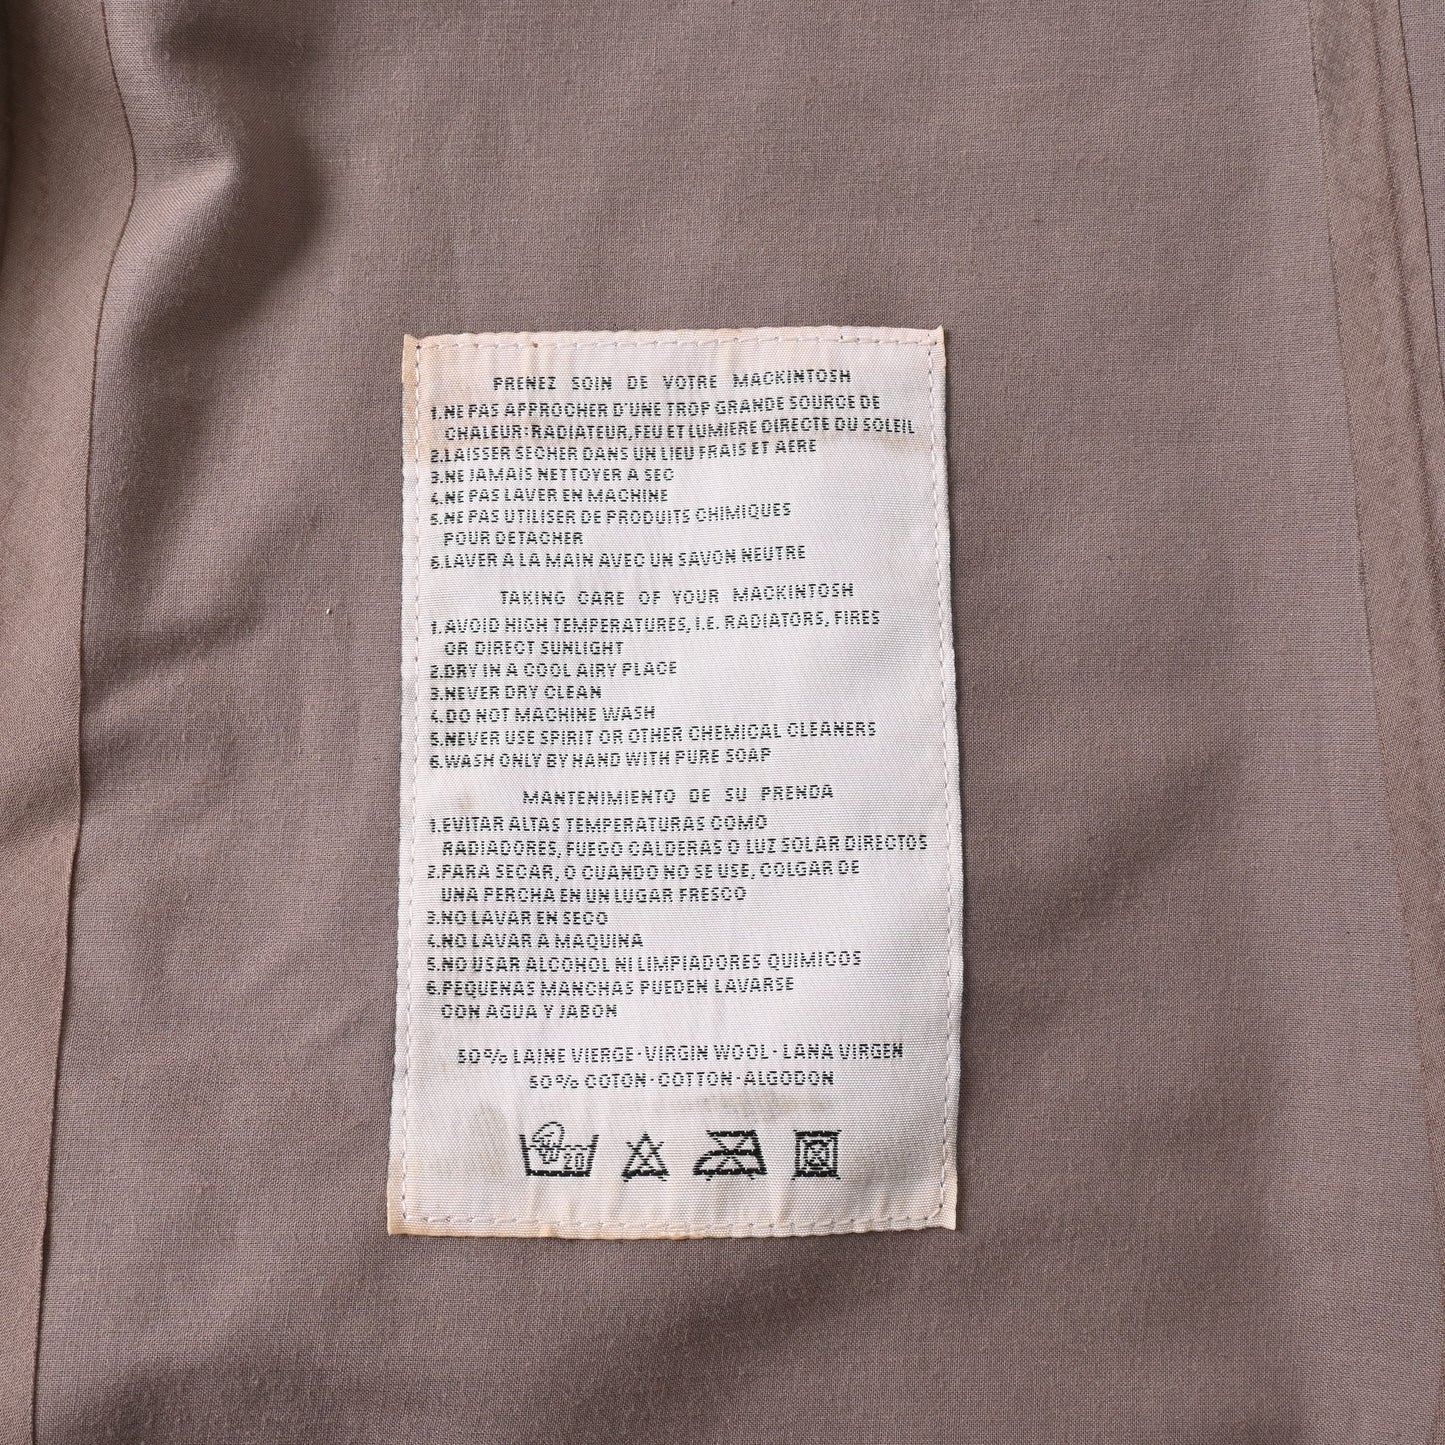 PRENEZ SOIN DE VOTRE MACKINTOSH
1.NE PAS APPROCHER D'UNE TROP GRANDE SOURCE DE
CHALEUR:RADIATEUR,FEU ET LUMIERE DIRECTE DU SOLEIL
2.LAISSER SECHER DANS UN LIEU FRAIS ET AERE
3.NE JAMAIS NETTOYER A SEC
4.NE PAS LAVER EN MACHINE
5.NE PAS UTILISER DE PRODUITS CHIMIQUES
POUR DETACHER
6.LAVER A LA MAIN AVEC UN SAVON NEUTRE
TAKING CARE OF YOUR MACKINTOSH
1.AVOID HIGH TEMPERATURES, I.E. RADIATORS, FIRES
OR DIRECT SUNLIGHT
2.DRY IN A COOL AIRY PLACE
3.NEVER DRY CLEAN
4.DO NOT MACHINE WASH
5.NEVER USE SPIRIT OR OTHER CHEMICAL CLEANERS
6.WASH ONLY BY HAND WITH PURE SOAP
MANTENIMIENTO DE SU PRENDA
1.EVITAR ALTAS TEMPERATURAS COMO
RADIADORES, FUEGO CALDERAS O LUZ SOLAR DIRECTOS
2.PARA SECAR, O CUANDO NO SE USE, COLGAR DE
UNA PERCHA EN UN LUGAR FRESCO
3.NO LAVAR EN SECO
4.NO LAVAR A MAQUINA
5.NO USAR ALCOHOL NI LIMPIADORES QUIMICOS
6.PEQUENAS MANCHAS PUEDEN LAVARSE
CON AGUA Y JABON
50% LAINE VIERGE·VIRGIN WOOL·LANA VIRGEN
50% COTON·COTTON·ALGODON
20